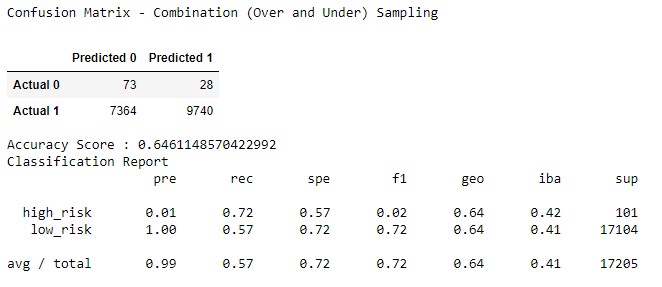 Confusion Matrix - Combination (Over and Under) Sampling
Predicted 0 Predicted 1
Actual 0 73 28
Actual 1 7364 9740
Accuracy Score : 0.6461148570422992
Classification Report
pre rec spe f1 geo iba sup
high_risk 0.01 0.72 0.57 0.02 0.64 0.42 101
low_risk 1.00 0.57 0.72 0.72 0.64 0.41 17104
avg / total 0.99 0.57 0.72 0.72 0.64 0.41 17205